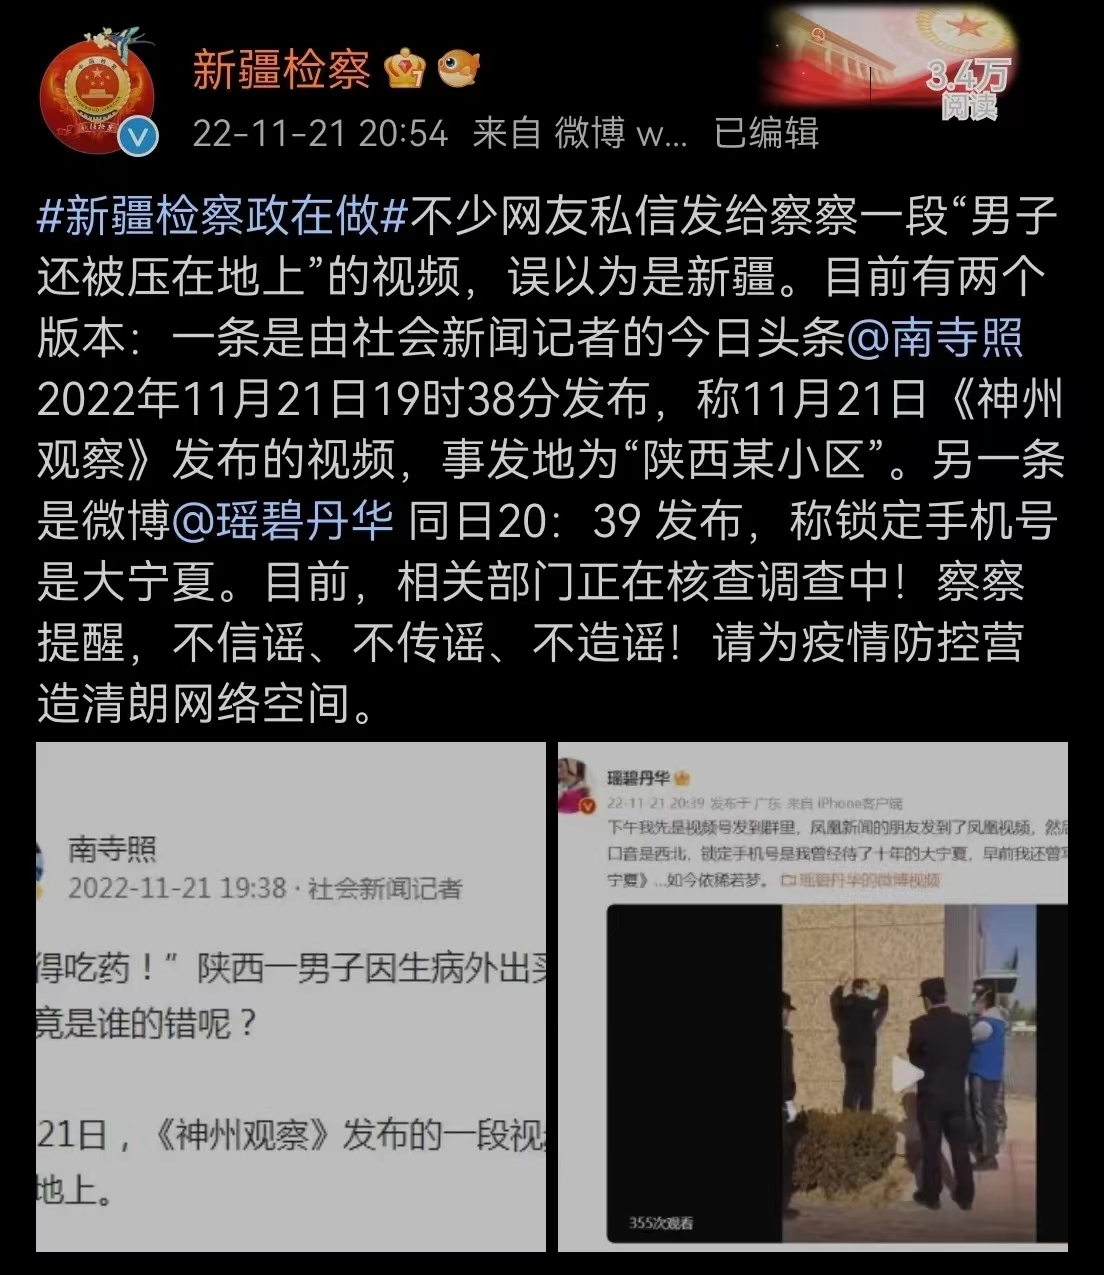 新疆检察
22-11-21 20:54 来自 微博 w... 已编辑
3.4万
阅读
#新疆检察政在做#不少网友私信发给察察一段“男子
还被压在地上”的视频，误以为是新疆。目前有两个
版本：一条是由社会新闻记者的今日头条@南寺照
2022年11月21日19时38分发布，称11月21日《神州
观察》发布的视频，事发地为“陕西某小区”。另一条
是微博@瑶碧丹华 同日20：39 发布，称锁定手机号
是大宁夏。目前，相关部门正在核查调查中！察察
提醒，不信谣、不传谣、不造谣！请为疫情防控营
造清朗网络空间。
南寺照
2022-11-21 19:38 · 社会新闻记者
得吃药！” 陕西一男子因生病外出买
竟是谁的错呢？
21日，《神州观察》发布的一段视
地上。
瑶碧丹华
22-11-21 20:39 发布于 广东 来自 iPhone客户端
下午我先是视频号发到群里，凤凰新闻的朋友发到了凤凰视频，然后
口音是西北，锁定手机号是我曾经待了十年的大宁夏，早前我还曾写
宁夏》...如今依稀若梦。 瑶碧丹华的微博视频
355次观看